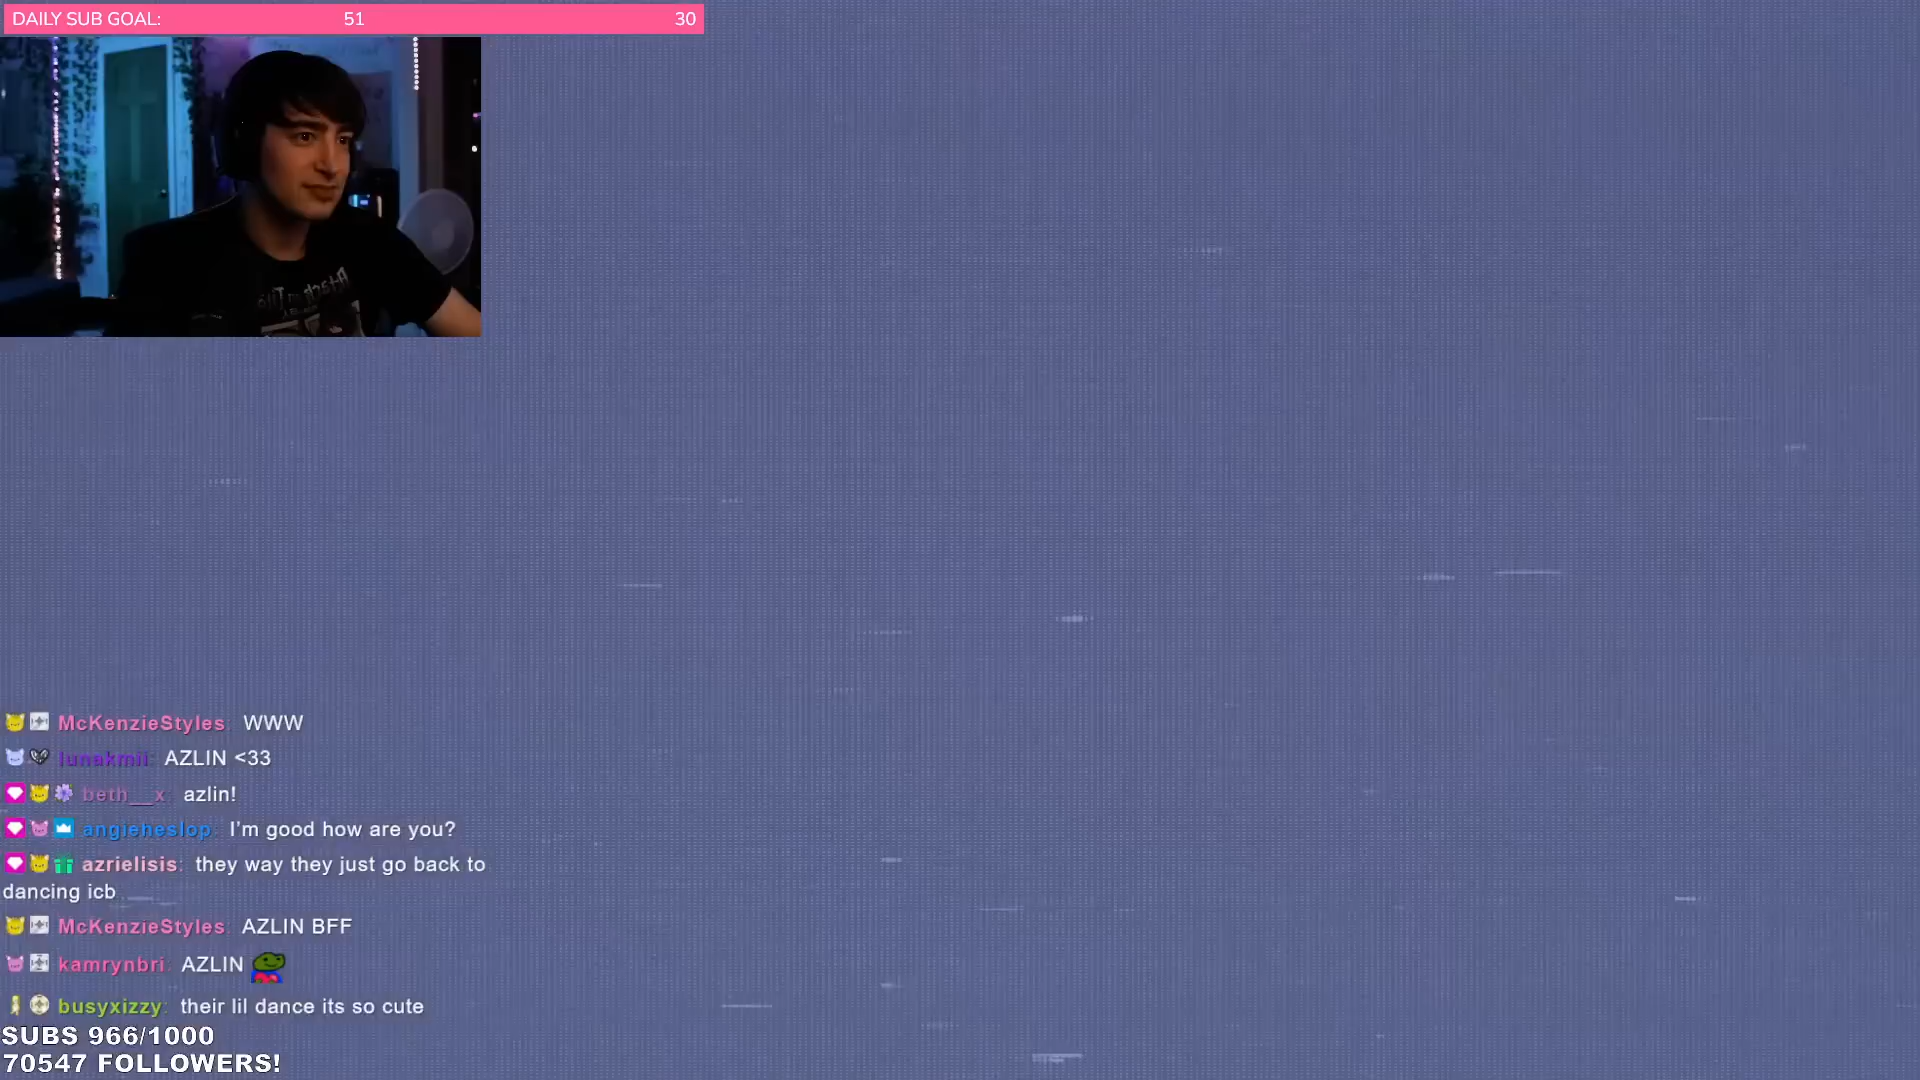 DAILY SUB GOAL: 51 30
McKenzieStyles: WWW
lunakmii: AZLIN <33
beth__x: azlin!
angieheslop: I'm good how are you?
azrielisis: they way they just go back to
dancing icb
McKenzieStyles: AZLIN BFF
kamrynbri: AZLIN
busyxizzy: their lil dance its so cute
SUBS 966/1000
70547 FOLLOWERS!